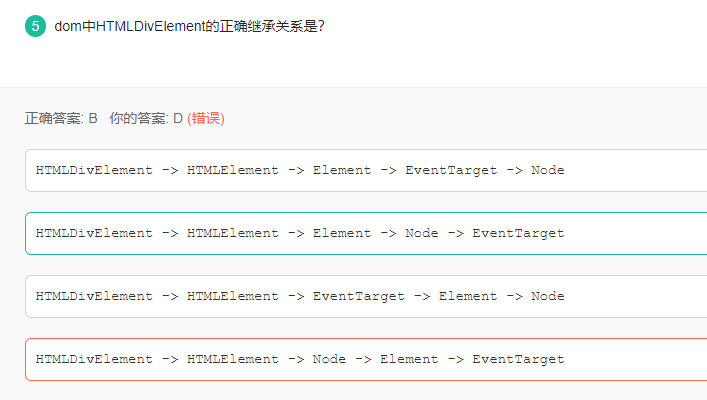 5 dom中HTMLDivElement的正确继承关系是?
正确答案: B 你的答案: D (错误)
HTMLDivElement -> HTMLElement -> Element -> EventTarget -> Node
HTMLDivElement -> HTMLElement -> Element -> Node -> EventTarget
HTMLDivElement -> HTMLElement -> EventTarget -> Element -> Node
HTMLDivElement -> HTMLElement -> Node -> Element -> EventTarget